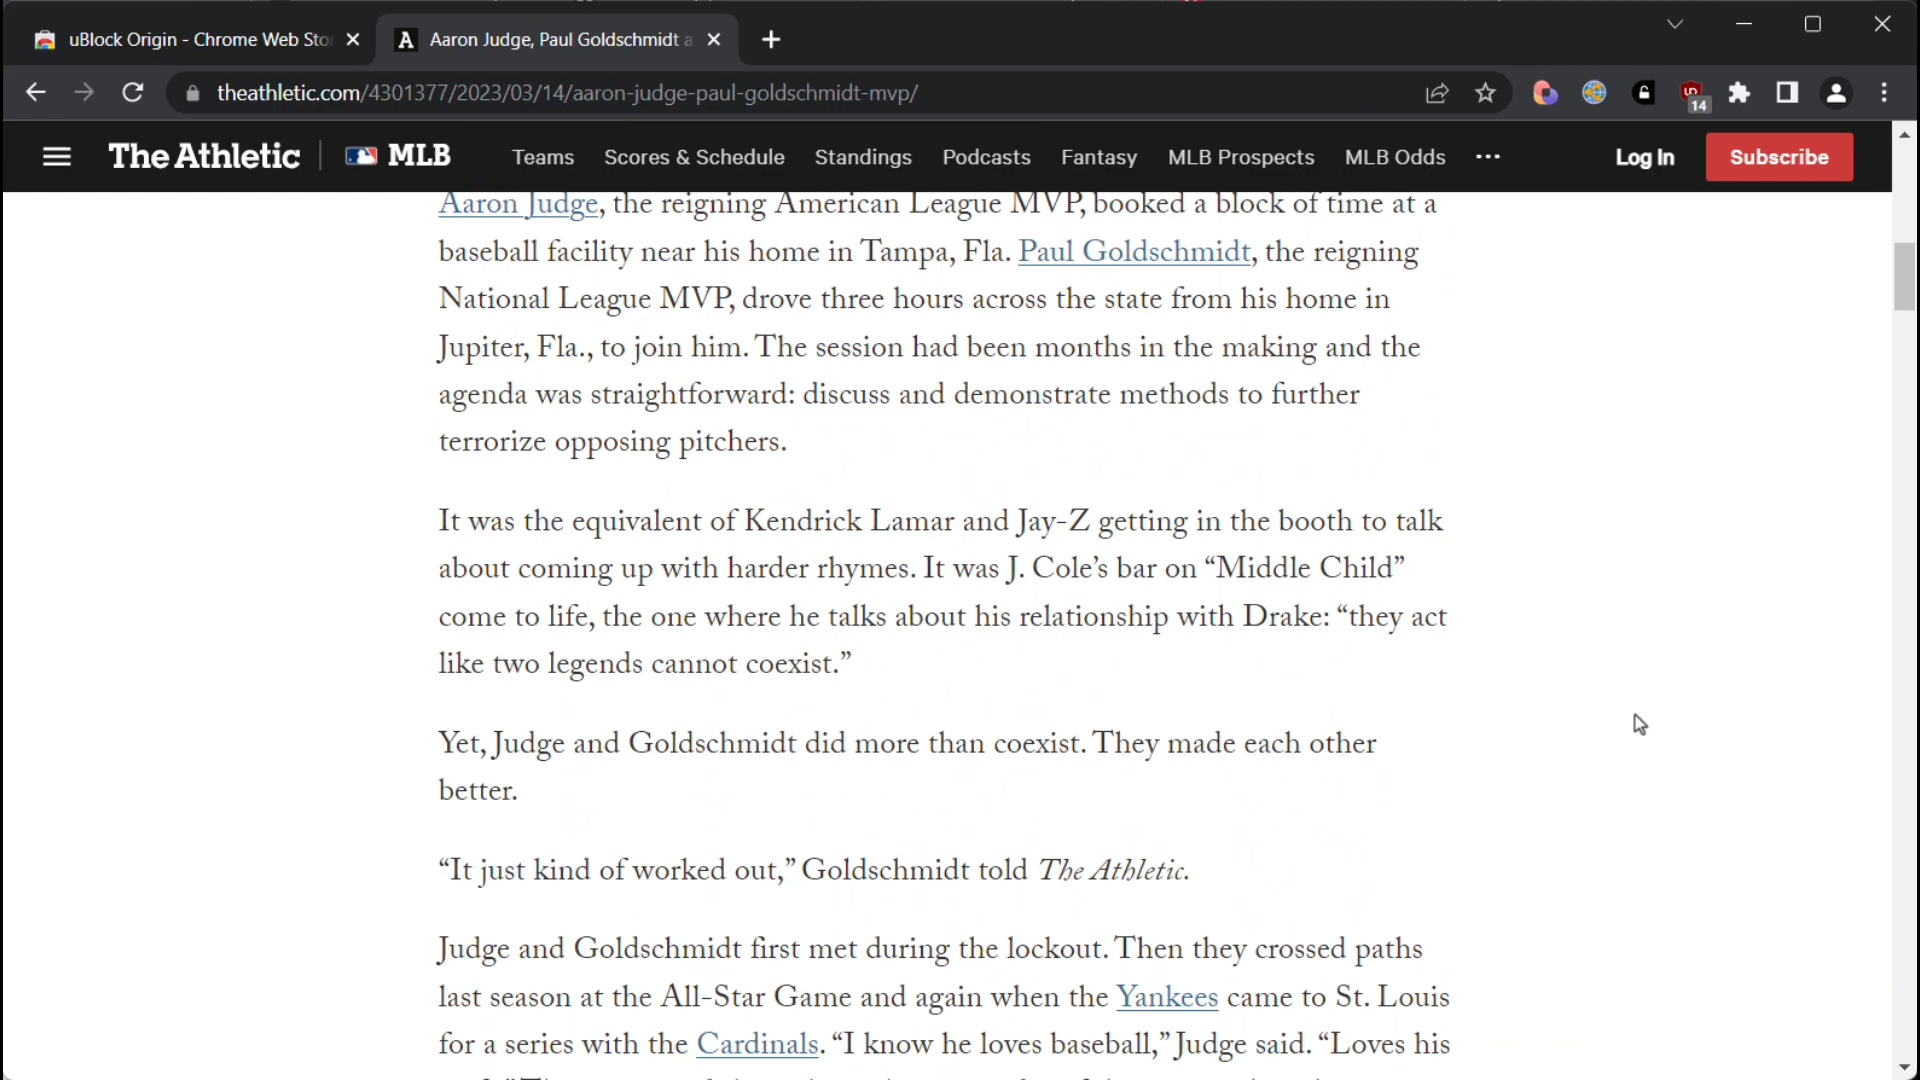 uBlock Origin - Chrome Web Sto
Aaron Judge, Paul Goldschmidt a
theathletic.com/4301377/2023/03/14/aaron-judge-paul-goldschmidt-mvp/
14
The Athletic
MLB
Teams
Scores & Schedule
Standings
Podcasts
Fantasy
MLB Prospects
MLB Odds
Log In
Subscribe
Aaron Judge, the reigning American League MVP, booked a block of time at a
baseball facility near his home in Tampa, Fla. Paul Goldschmidt, the reigning
National League MVP, drove three hours across the state from his home in
Jupiter, Fla., to join him. The session had been months in the making and the
agenda was straightforward: discuss and demonstrate methods to further
terrorize opposing pitchers.
It was the equivalent of Kendrick Lamar and Jay-Z getting in the booth to talk
about coming up with harder rhymes. It was J. Cole’s bar on “Middle Child”
come to life, the one where he talks about his relationship with Drake: “they act
like two legends cannot coexist.”
Yet, Judge and Goldschmidt did more than coexist. They made each other
better.
“It just kind of worked out,” Goldschmidt told The Athletic.
Judge and Goldschmidt first met during the lockout. Then they crossed paths
last season at the All-Star Game and again when the Yankees came to St. Louis
for a series with the Cardinals. “I know he loves baseball,” Judge said. “Loves his